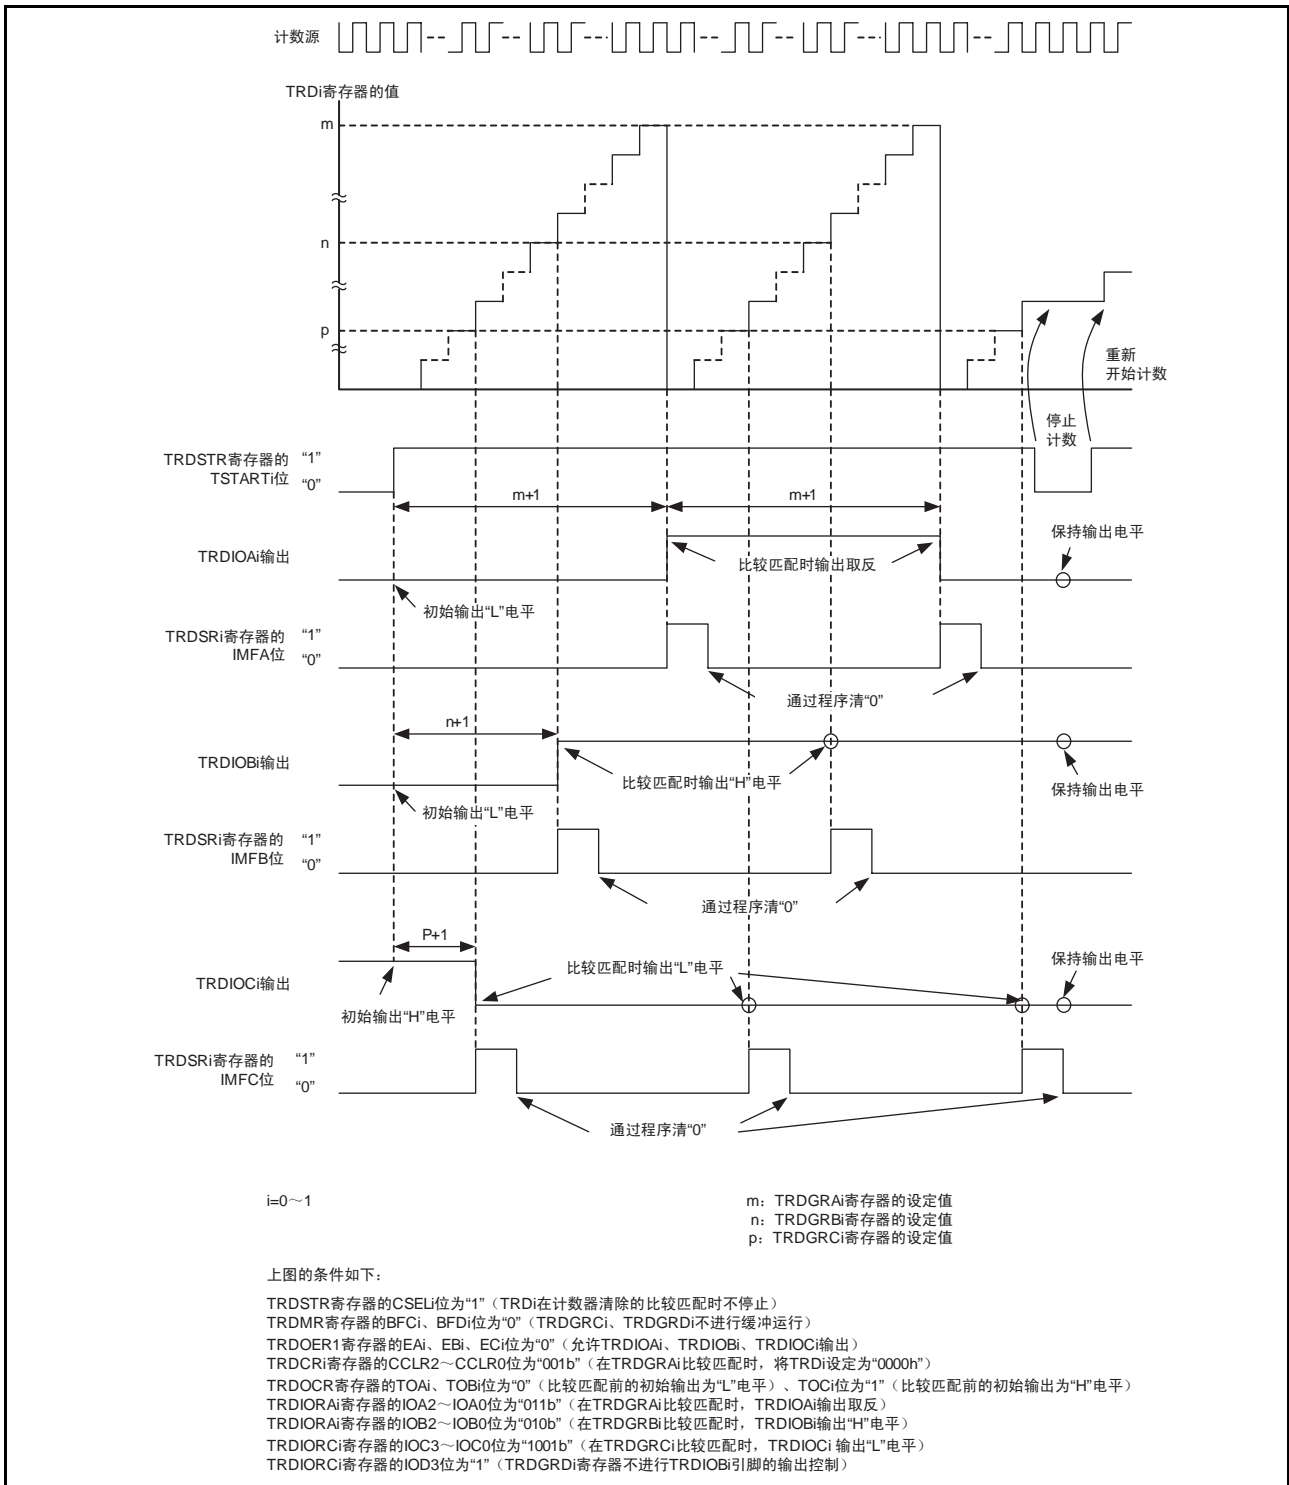 计数源
TRDi寄存器的值
m
n
p
重新
开始计数
停止
计数
TRDSTR寄存器的
TSTARTi位
“1”
“0”
m+1
m+1
保持输出电平
TRDIOAi输出
比较匹配时输出取反
初始输出“L”电平
TRDSRi寄存器的
IMFA位
“1”
“0”
通过程序清“0”
n+1
TRDIOBi输出
比较匹配时输出“H”电平
保持输出电平
初始输出“L”电平
TRDSRi寄存器的
IMFB位
“1”
“0”
通过程序清“0”
P+1
比较匹配时输出“L”电平
保持输出电平
TRDIOCi输出
初始输出“H”电平
TRDSRi寄存器的
IMFC位
“1”
“0”
通过程序清“0”
i=0～1
m：TRDGRAi寄存器的设定值
n：TRDGRBi寄存器的设定值
p：TRDGRCi寄存器的设定值
上图的条件如下：
TRDSTR寄存器的CSELi位为“1”（TRDi在计数器清除的比较匹配时不停止）
TRDMR寄存器的BFCi、BFDi位为“0”（TRDGRCi、TRDGRDi不进行缓冲运行）
TRDOER1寄存器的EAi、EBi、ECi位为“0”（允许TRDIOAi、TRDIOBi、TRDIOCi输出）
TRDCRi寄存器的CCLR2～CCLR0位为“001b”（在TRDGRAi比较匹配时，将TRDi设定为“0000h”）
TRDOCR寄存器的TOAi、TOBi位为“0”（比较匹配前的初始输出为“L”电平）、TOCi位为“1”（比较匹配前的初始输出为“H”电平）
TRDIORAi寄存器的IOA2～IOA0位为“011b”（在TRDGRAi比较匹配时，TRDIOAi输出取反）
TRDIORAi寄存器的IOB2～IOB0位为“010b”（在TRDGRBi比较匹配时，TRDIOBi输出“H”电平）
TRDIORCi寄存器的IOC3～IOC0位为“1001b”（在TRDGRCi比较匹配时，TRDIOCi 输出“L”电平）
TRDIORCi寄存器的IOD3位为“1”（TRDGRDi寄存器不进行TRDIOBi引脚的输出控制）